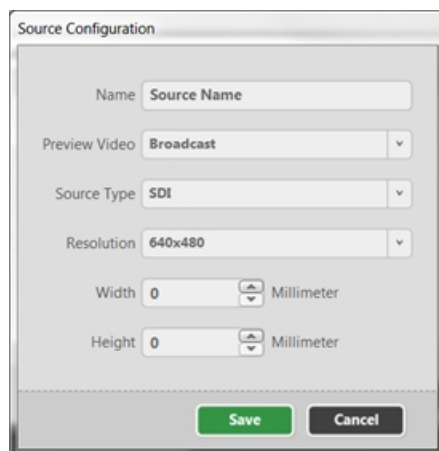 Source Configuration
Name Source Name
Preview Video Broadcast
Source Type SDI
Resolution 640x480
Width 0 Millimeter
Height 0 Millimeter
Save Cancel